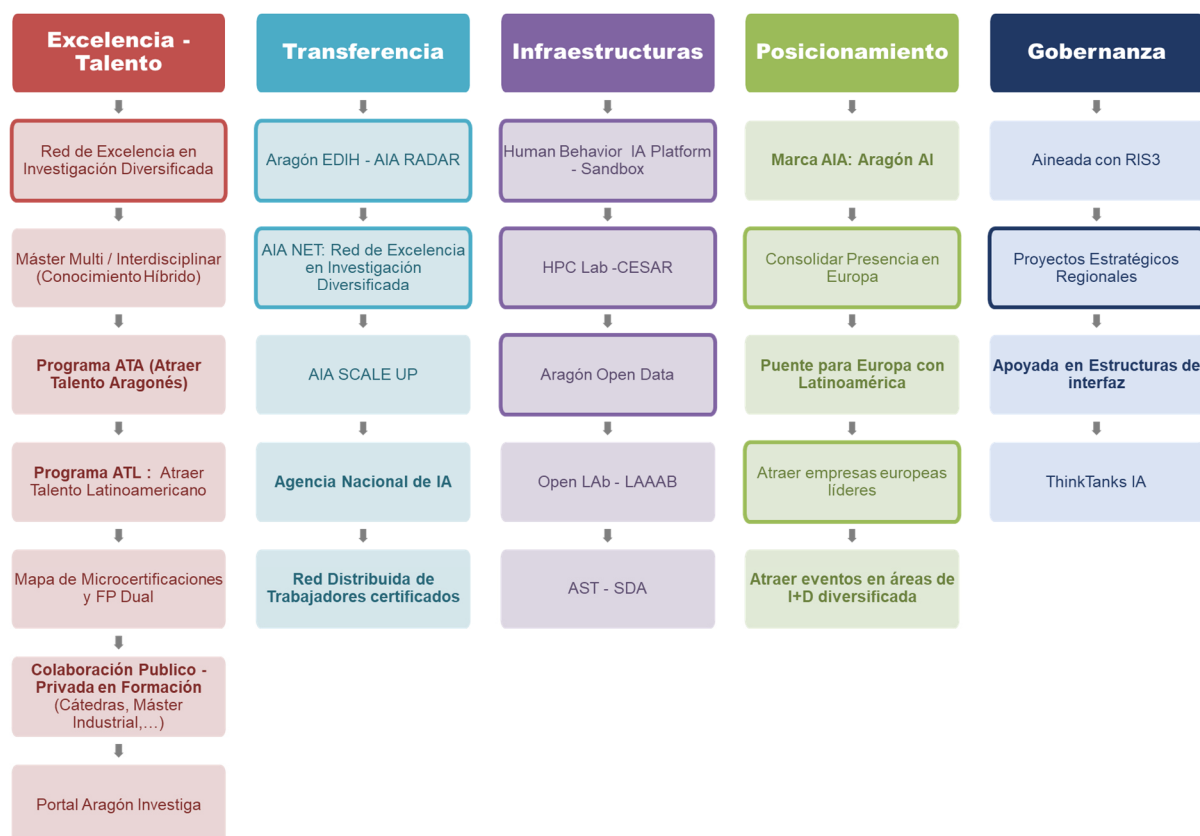 Excelencia -
Talento
Red de Excelencia en
Investigación Diversificada
Máster Multi / Interdisciplinar
(Conocimiento Híbrido)
Programa ATA (Atraer
Talento Aragonés)
Programa ATL : Atraer
Talento Latinoamericano
Mapa de Microcertificaciones
y FP Dual
Colaboración Publico -
Privada en Formación
(Cátedras, Máster
Industrial,…)
Portal Aragón Investiga
Transferencia
Aragón EDIH - AIA RADAR
AIA NET: Red de Excelencia
en Investigación
Diversificada
AIA SCALE UP
Agencia Nacional de IA
Red Distribuida de
Trabajadores certificados
Infraestructuras
Human Behavior IA Platform
- Sandbox
HPC Lab -CESAR
Aragón Open Data
Open LAb - LAAAB
AST - SDA
Posicionamiento
Marca AIA: Aragón AI
Consolidar Presencia en
Europa
Puente para Europa con
Latinoamérica
Atraer empresas europeas
líderes
Atraer eventos en áreas de
I+D diversificada
Gobernanza
Aineada con RIS3
Proyectos Estratégicos
Regionales
Apoyada en Estructuras de
interfaz
ThinkTanks IA